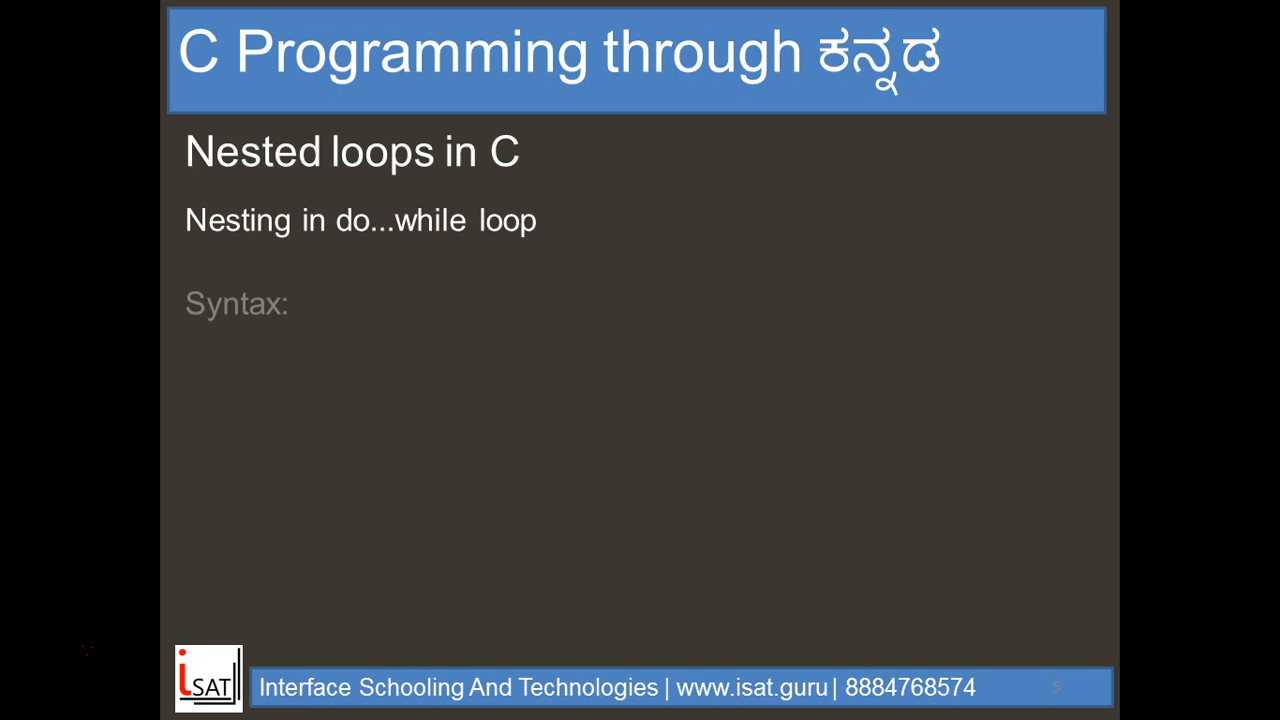 C Programming through ಕನ್ನಡ
Nested loops in C
Nesting in do...while loop
Syntax:
iSAT
Interface Schooling And Technologies | www.isat.guru | 8884768574
5